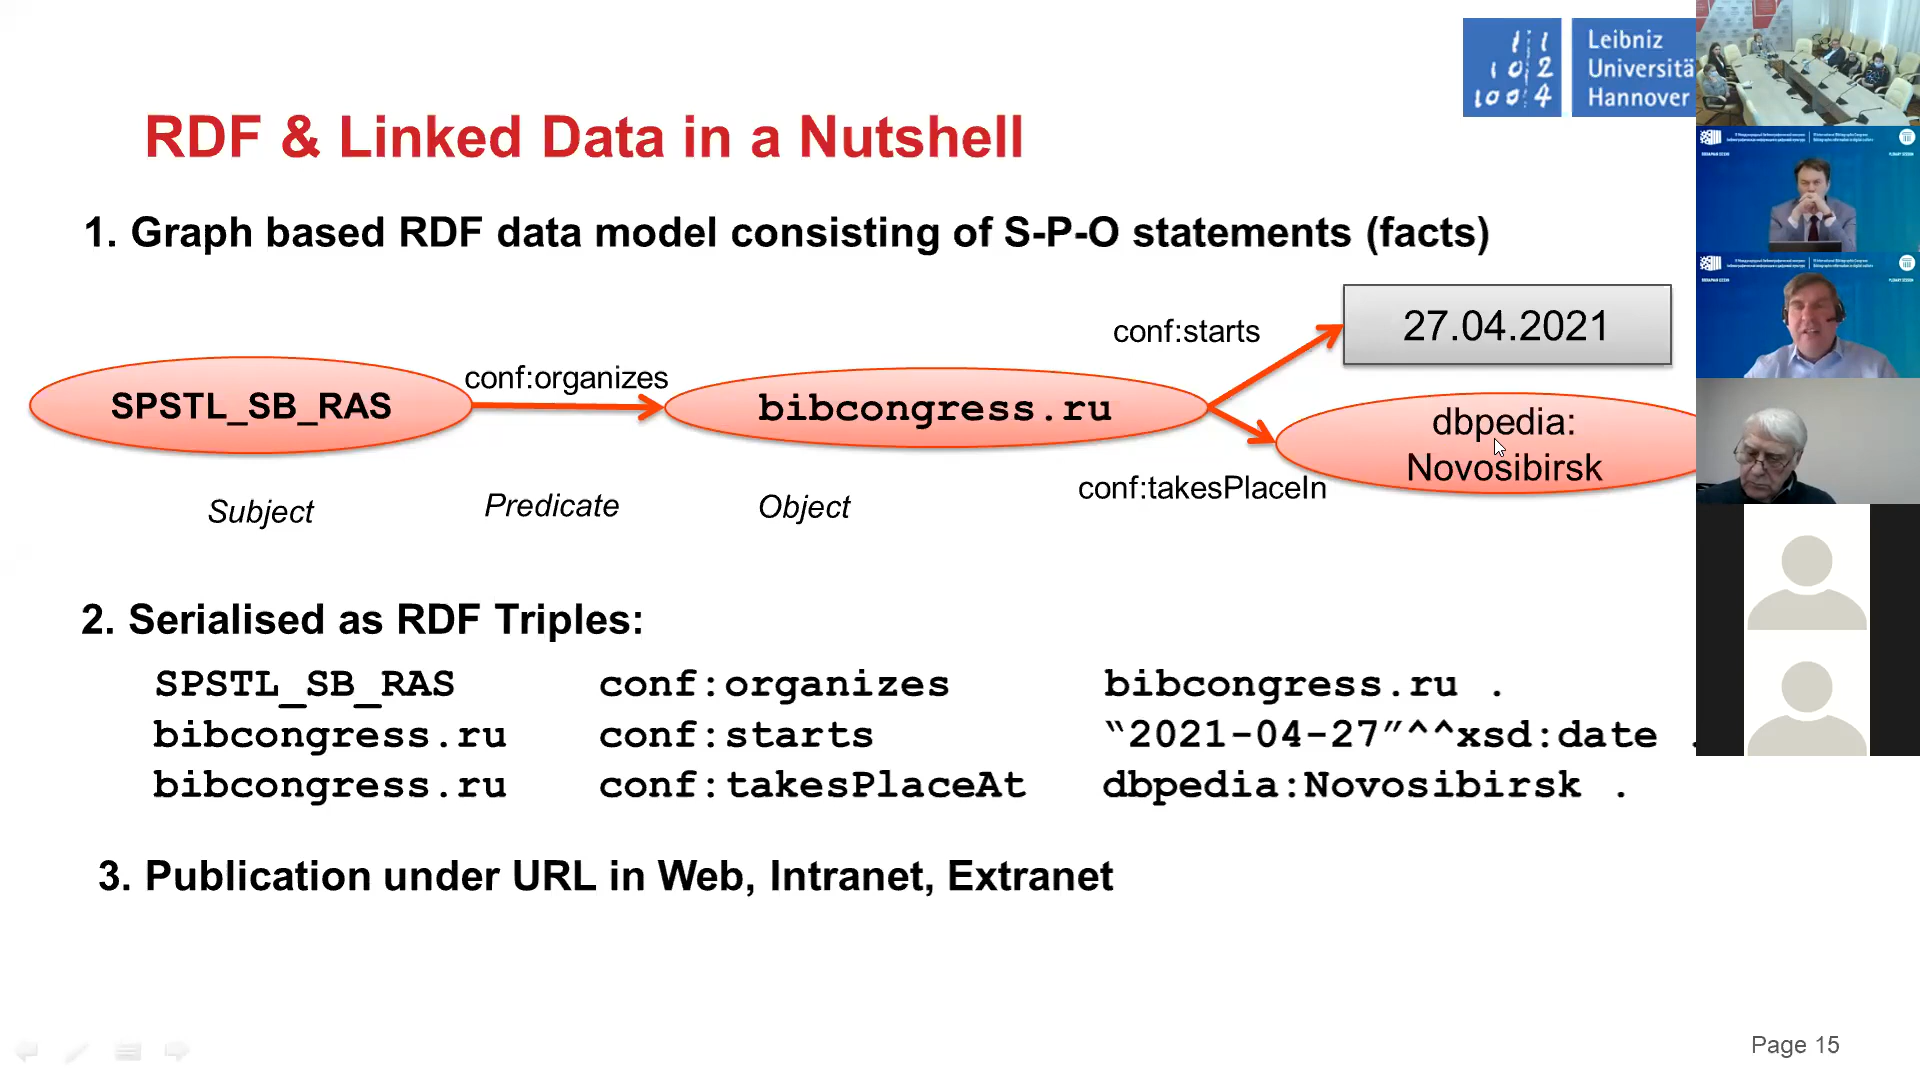 Leibniz
Universitä
Hannover
RDF & Linked Data in a Nutshell
1. Graph based RDF data model consisting of S-P-O statements (facts)
conf:starts
27.04.2021
SPSTL_SB_RAS
conf:organizes
bibcongress.ru
dbpedia:
Novosibirsk
conf:takesPlaceIn
Subject
Predicate
Object
2. Serialised as RDF Triples:
SPSTL_SB_RAS conf:organizes bibcongress.ru .
bibcongress.ru conf:starts “2021-04-27”^^xsd:date .
bibcongress.ru conf:takesPlaceAt dbpedia:Novosibirsk .
3. Publication under URL in Web, Intranet, Extranet
Page 15